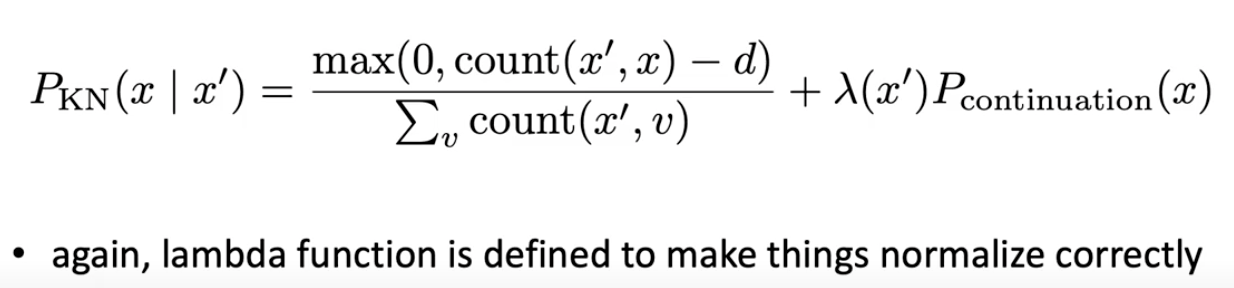 P_KN(x | x′) = max(0, count(x′, x) − d) / ∑_v count(x′, v) + λ(x′)P_continuation(x)
• again, lambda function is defined to make things normalize correctly